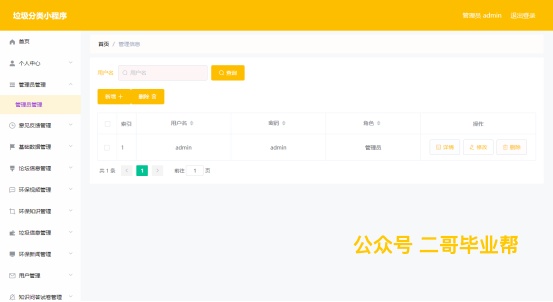 垃圾分类小程序
管理员 admin 退出登录
首页
首页 / 管理员表
个人中心
用户名 用户名 查询
管理员管理
新增 + 删除
管理员管理
索引 用户名 密码 角色 操作
意见反馈管理
基础数据管理
1 admin admin 管理员 详情 修改 删除
论坛信息管理
共 1 条 1 前往 1 页
环保视频管理
环保知识管理
垃圾信息管理
公众号 二哥毕业帮
环保新闻管理
用户管理
知识问答试卷管理